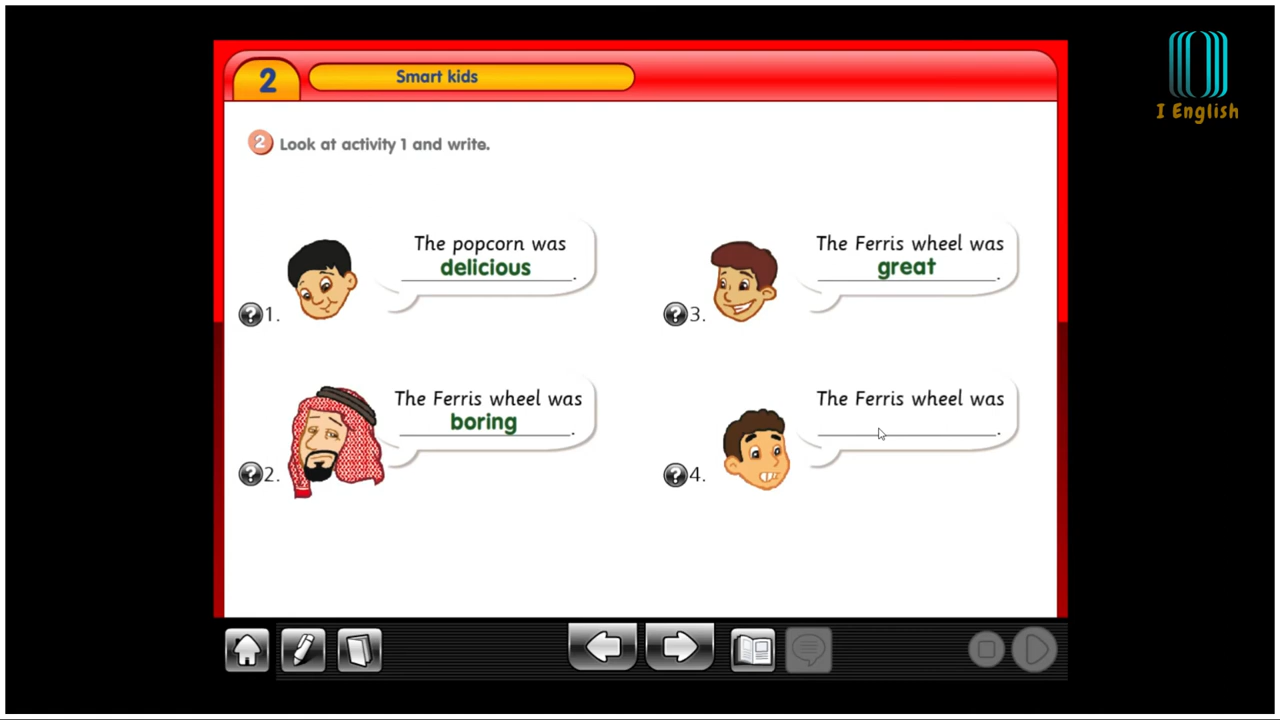 I English
2 Smart kids
2 Look at activity 1 and write.
The popcorn was
delicious.
? 1.
The Ferris wheel was
great.
? 3.
The Ferris wheel was
boring.
? 2.
The Ferris wheel was
.
? 4.